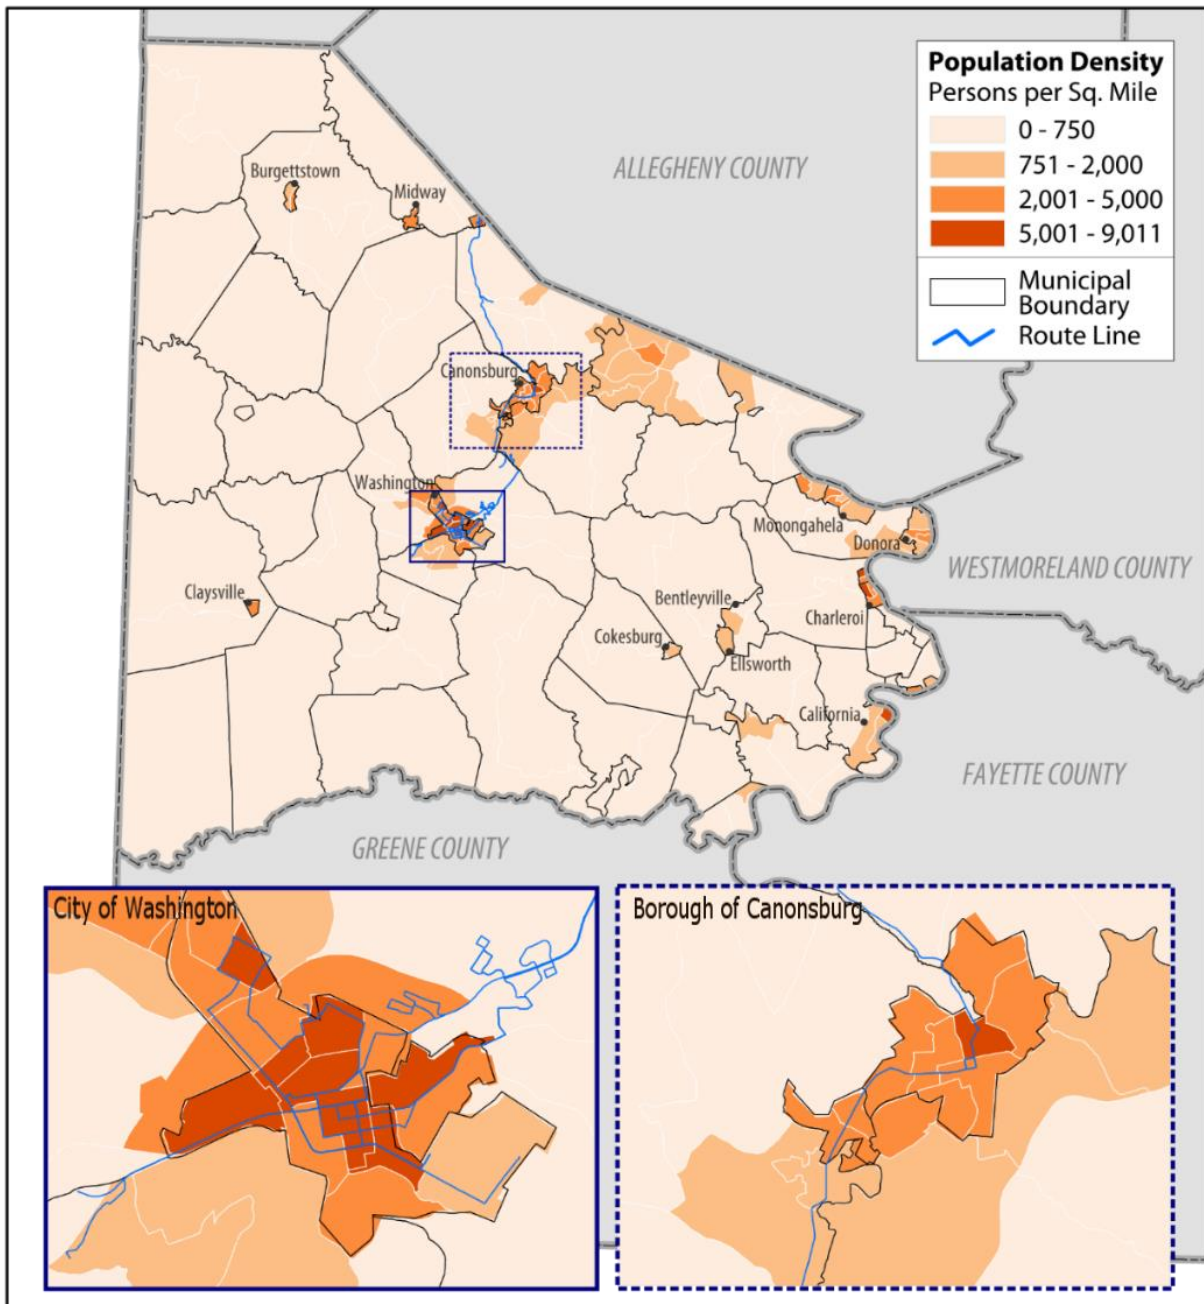 Population Density
Persons per Sq. Mile
0 - 750
751 - 2,000
2,001 - 5,000
5,001 - 9,011
Municipal
Boundary
Route Line
ALLEGHENY COUNTY
Burgettstown
Midway
Canonsburg
Washington
Monongahela
Donora
WESTMORELAND COUNTY
Claysville
Bentleyville
Charleroi
Cokesburg
Ellsworth
California
FAYETTE COUNTY
GREENE COUNTY
City of Washington
Borough of Canonsburg